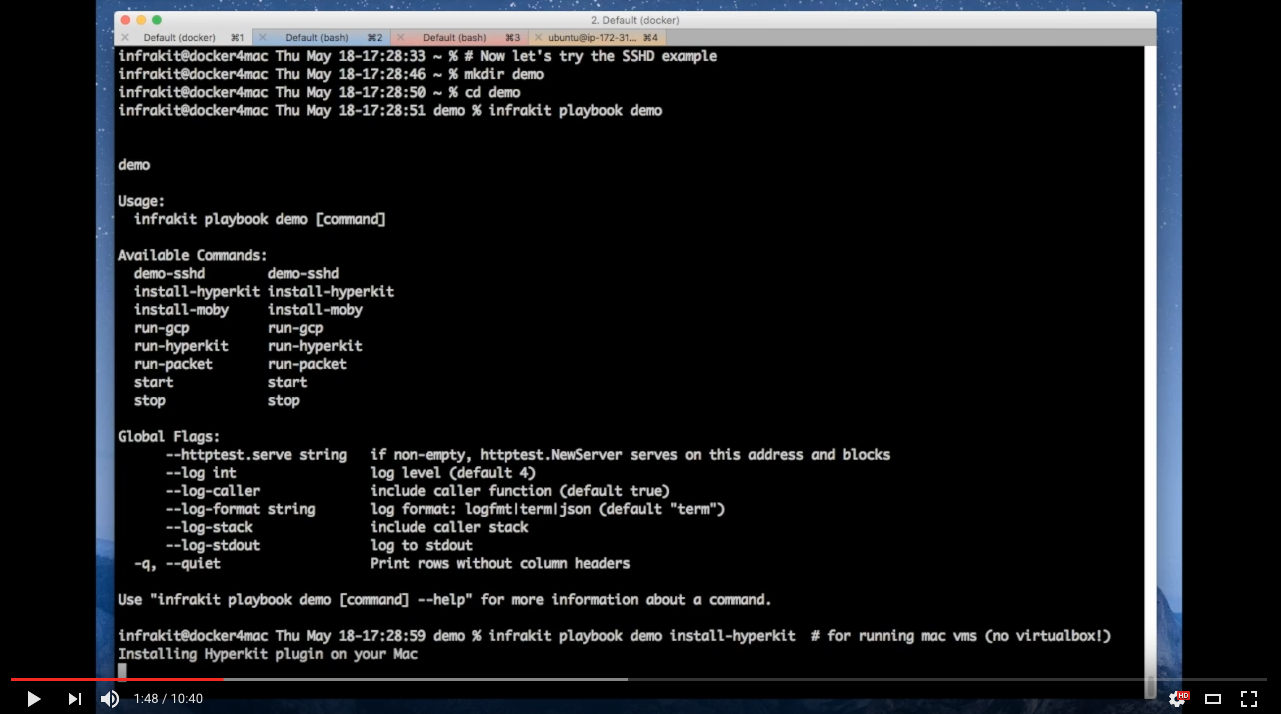 2. Default (docker)
Default (docker) ⌘1 Default (bash) ⌘2 Default (bash) ⌘3 ubuntu@ip-172-31... ⌘4
infrakit@docker4mac Thu May 18-17:28:33 ~ % # Now let's try the SSHD example
infrakit@docker4mac Thu May 18-17:28:46 ~ % mkdir demo
infrakit@docker4mac Thu May 18-17:28:50 ~ % cd demo
infrakit@docker4mac Thu May 18-17:28:51 demo % infrakit playbook demo
demo
Usage:
infrakit playbook demo [command]
Available Commands:
demo-sshd demo-sshd
install-hyperkit install-hyperkit
install-moby install-moby
run-gcp run-gcp
run-hyperkit run-hyperkit
run-packet run-packet
start start
stop stop
Global Flags:
--httptest.serve string if non-empty, httptest.NewServer serves on this address and blocks
--log int log level (default 4)
--log-caller include caller function (default true)
--log-format string log format: logfmt|term|json (default "term")
--log-stack include caller stack
--log-stdout log to stdout
-q, --quiet Print rows without column headers
Use "infrakit playbook demo [command] --help" for more information about a command.
infrakit@docker4mac Thu May 18-17:28:59 demo % infrakit playbook demo install-hyperkit # for running mac vms (no virtualbox!)
Installing Hyperkit plugin on your Mac
1:48 / 10:40 HD